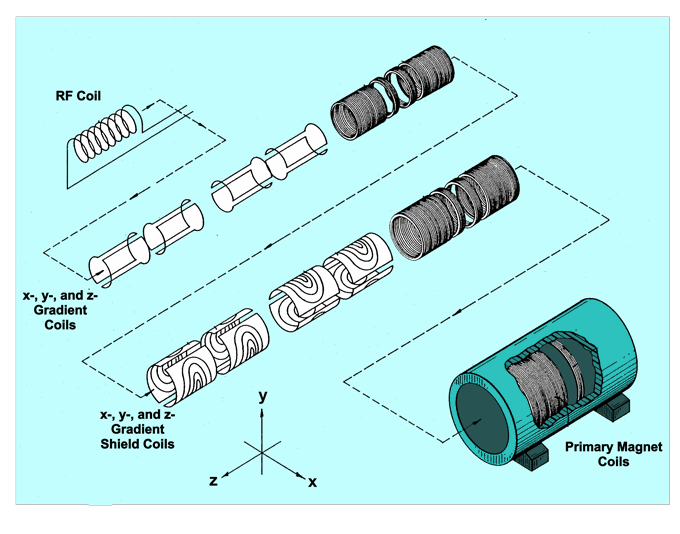 RF Coil
x-, y-, and z-
Gradient
Coils
x-, y-, and z-
Gradient
Shield Coils
y
z
x
Primary Magnet
Coils